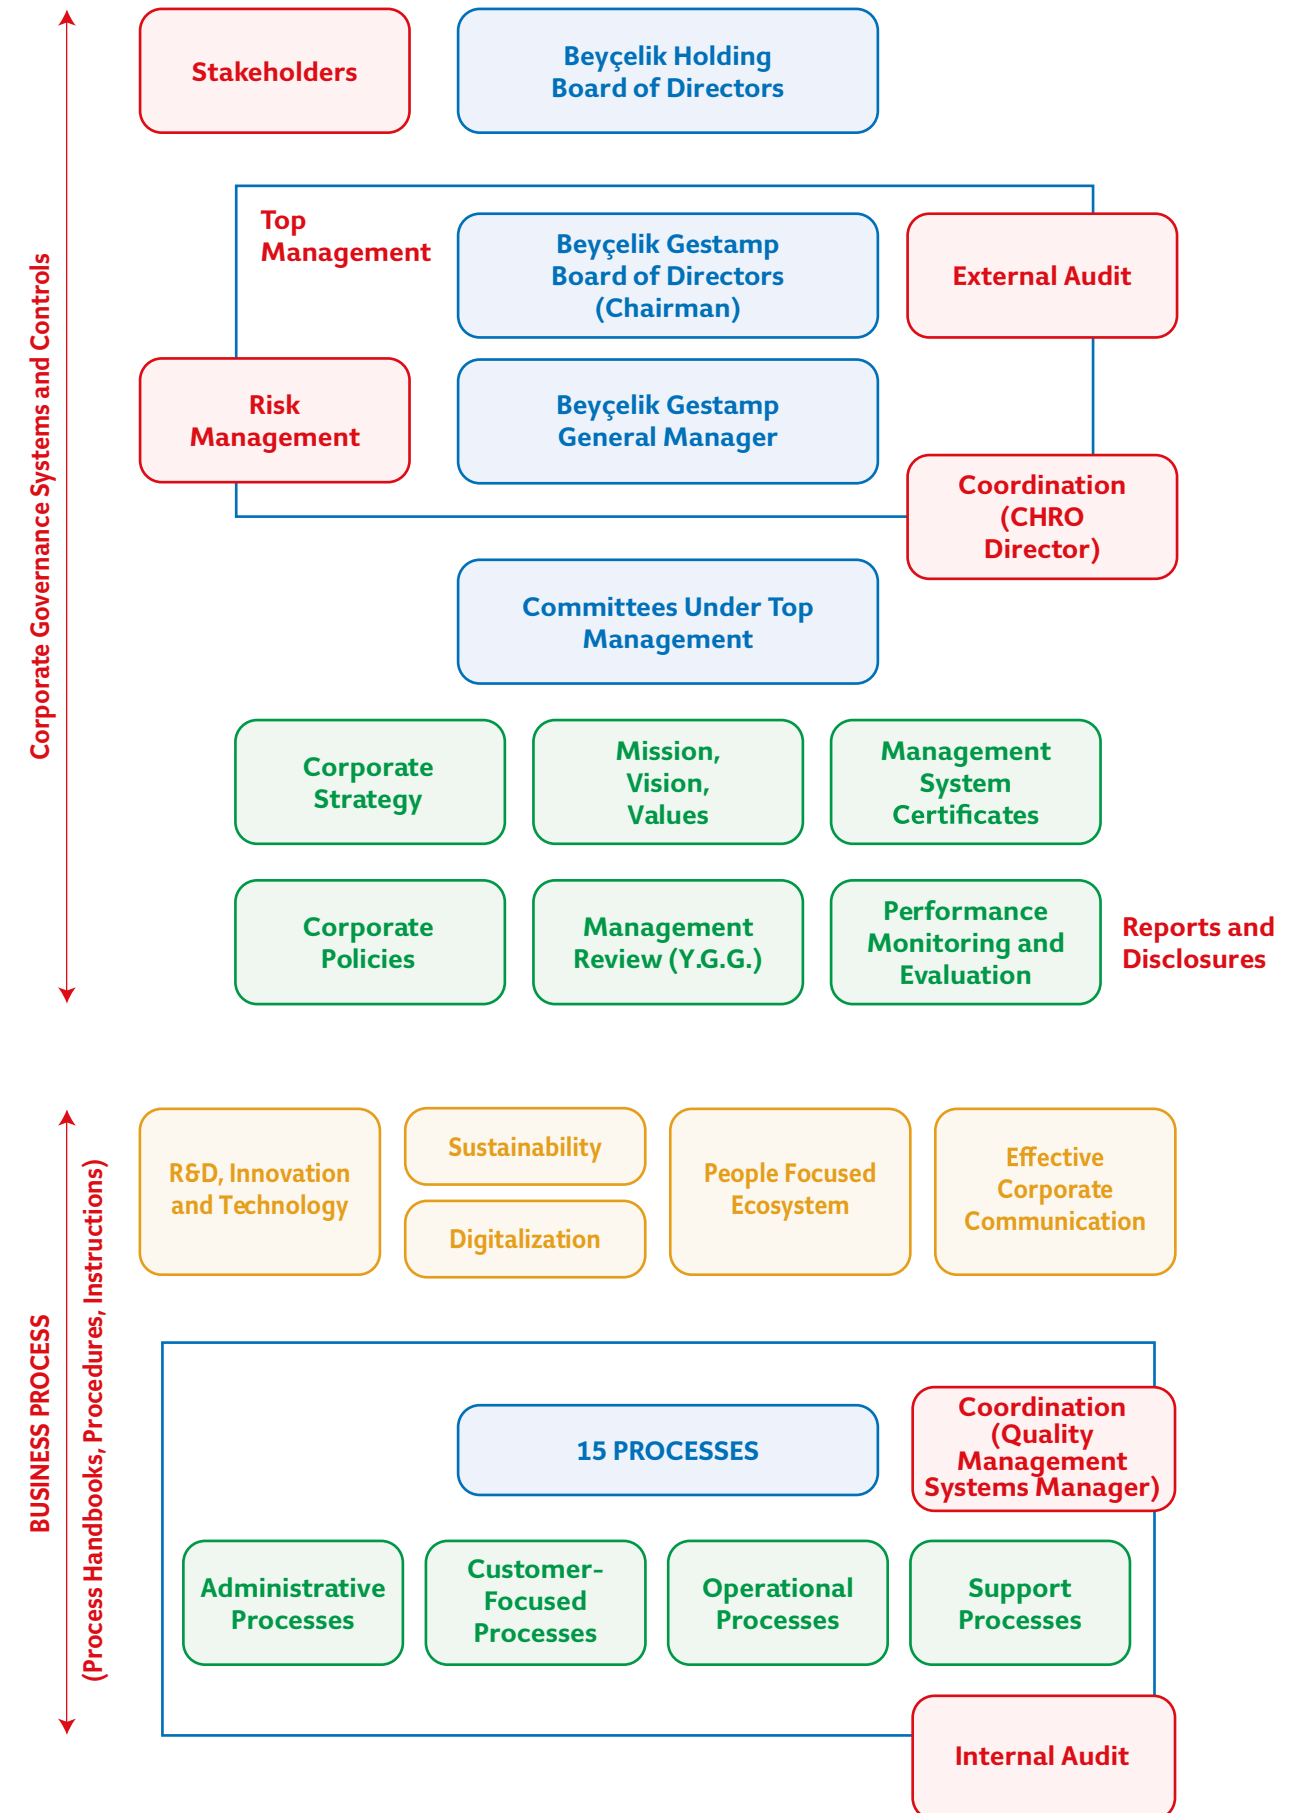 Corporate Governance Systems and Controls
Stakeholders
Beyçelik Holding
Board of Directors
Top
Management
Beyçelik Gestamp
Board of Directors
(Chairman)
External Audit
Risk
Management
Beyçelik Gestamp
General Manager
Coordination
(CHRO
Director)
Committees Under Top
Management
Corporate
Strategy
Mission,
Vision,
Values
Management
System
Certificates
Corporate
Policies
Management
Review (Y.G.G.)
Performance
Monitoring and
Evaluation
Reports and
Disclosures
BUSINESS PROCESS
(Process Handbooks, Procedures, Instructions)
R&D, Innovation
and Technology
Sustainability
Digitalization
People Focused
Ecosystem
Effective
Corporate
Communication
15 PROCESSES
Coordination
(Quality
Management
Systems Manager)
Administrative
Processes
Customer-
Focused
Processes
Operational
Processes
Support
Processes
Internal Audit